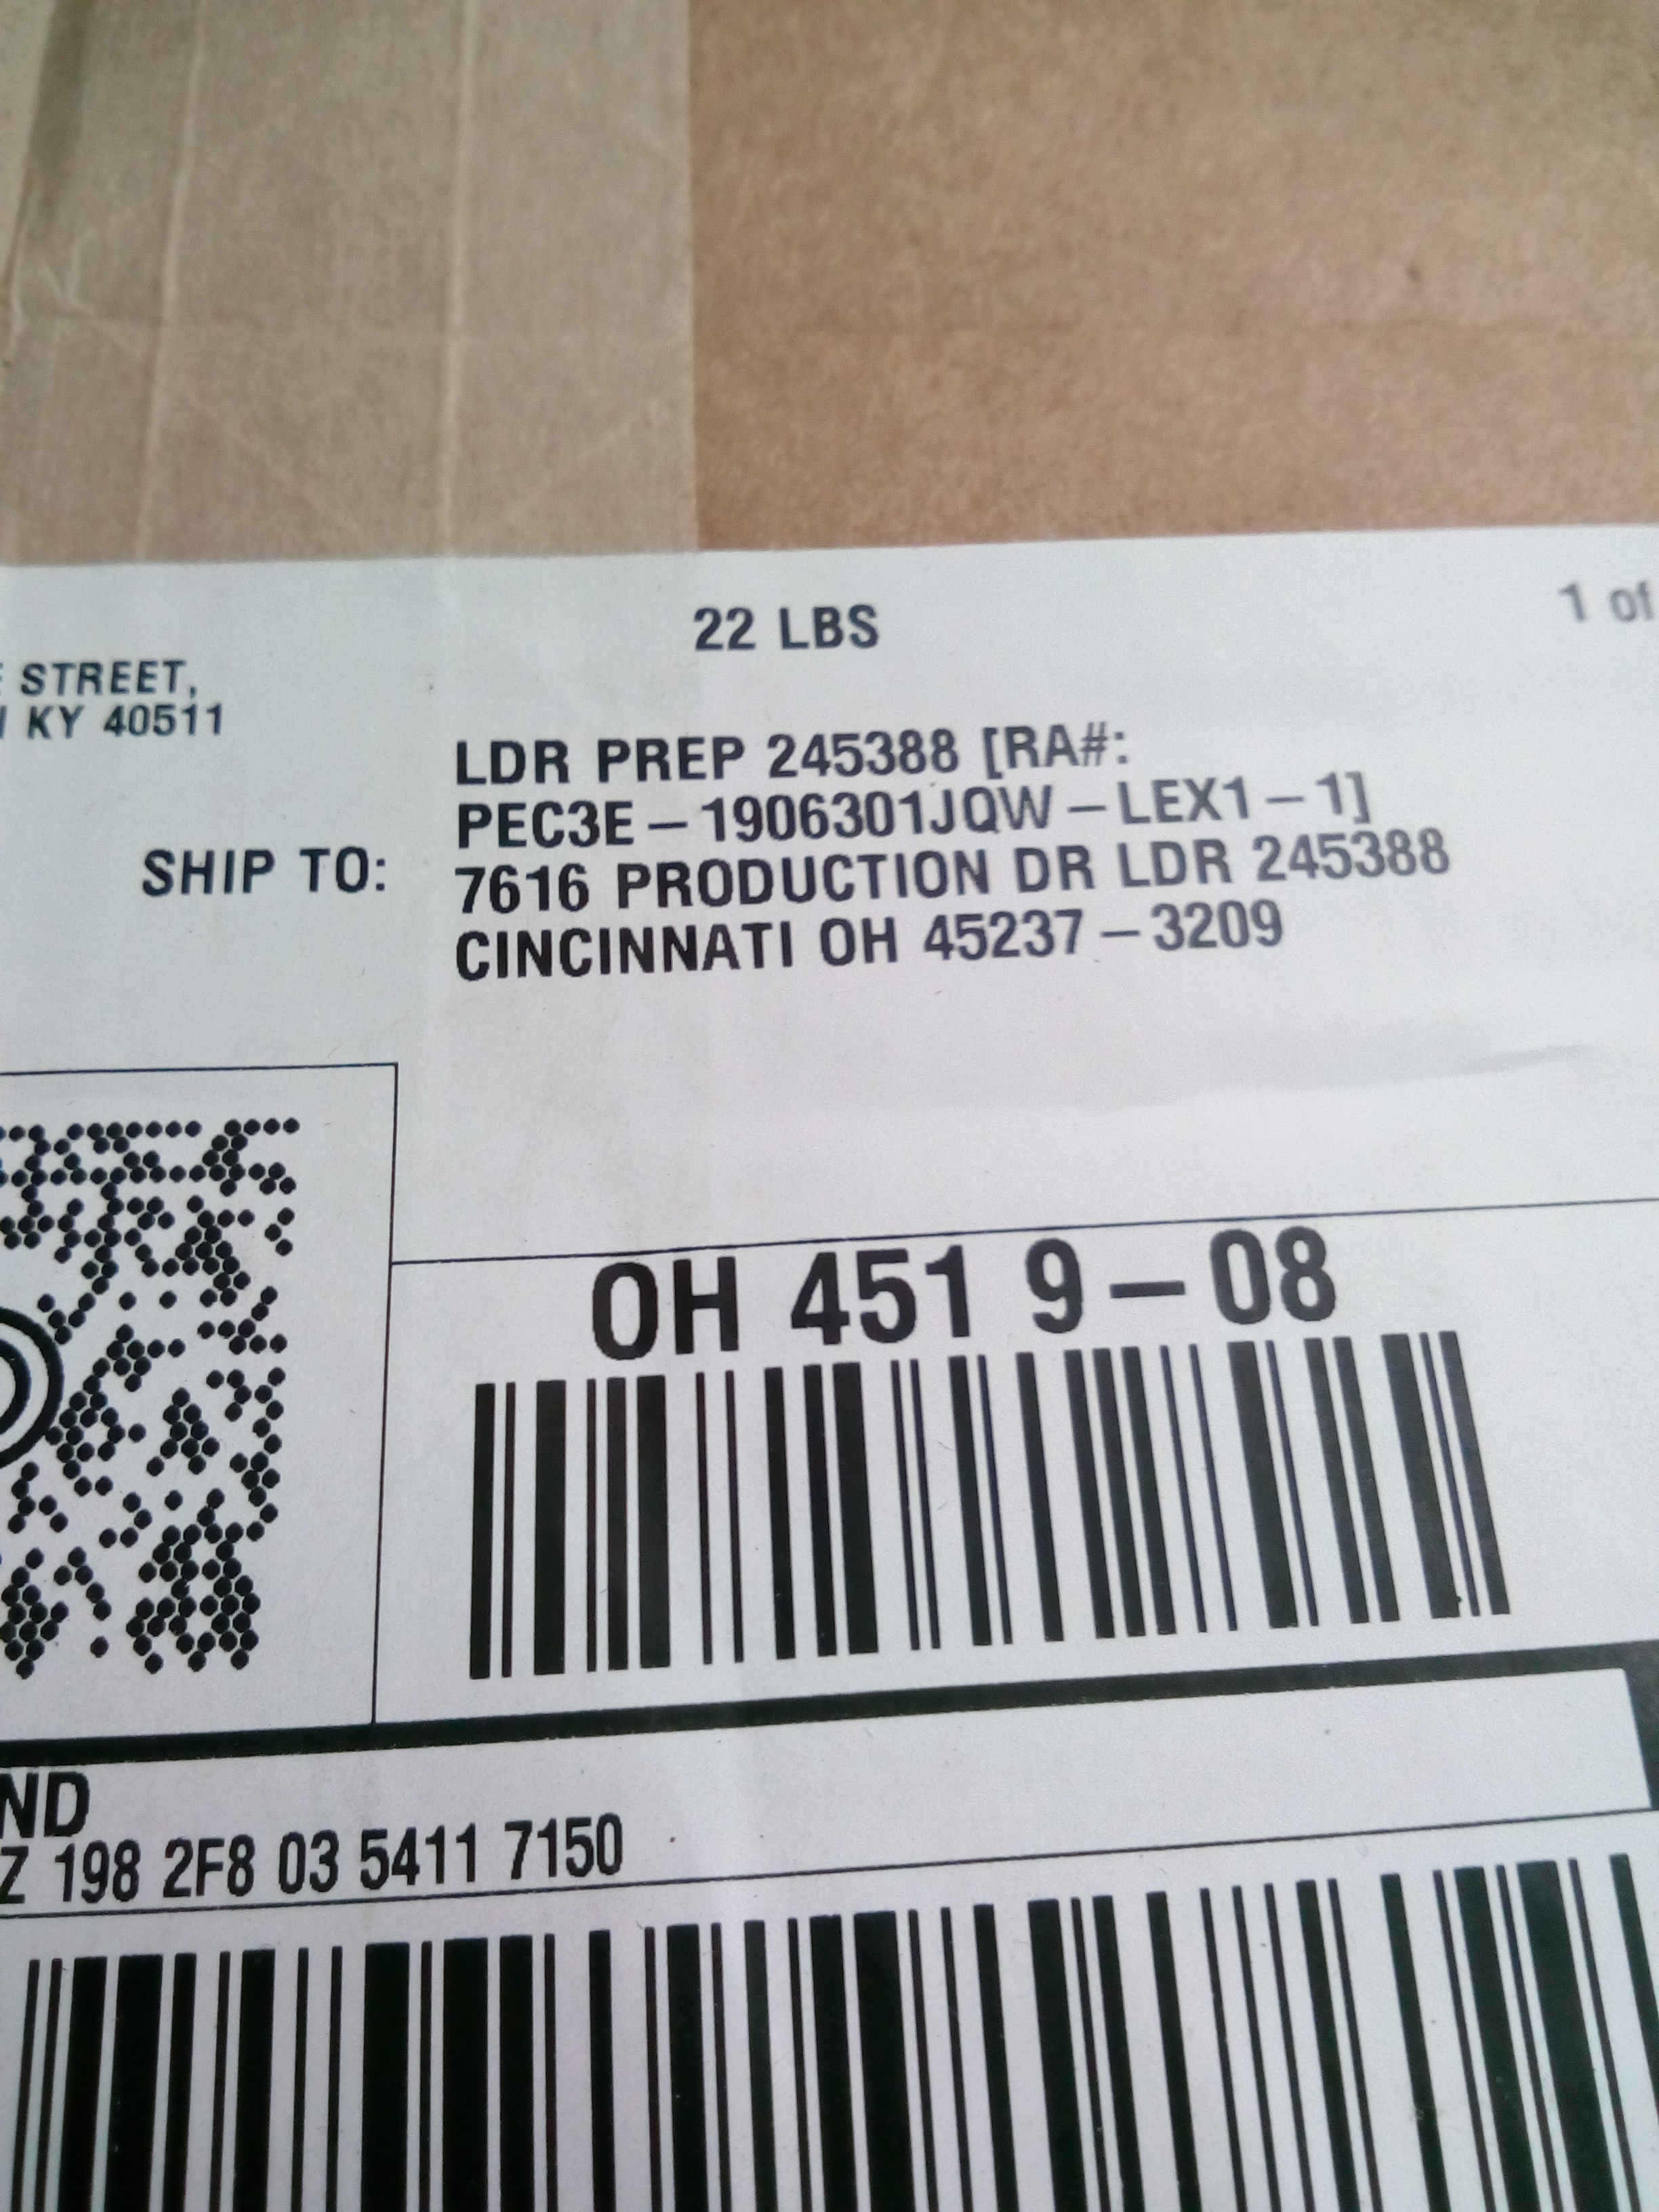 22 LBS
1 of
STREET,
KY 40511
LDR PREP 245388 [RA#:
PEC3E-1906301JQW-LEX1-1]
SHIP TO:
7616 PRODUCTION DR LDR 245388
CINCINNATI OH 45237-3209
OH 451 9-08
ND
Z 198 2F8 03 5411 7150